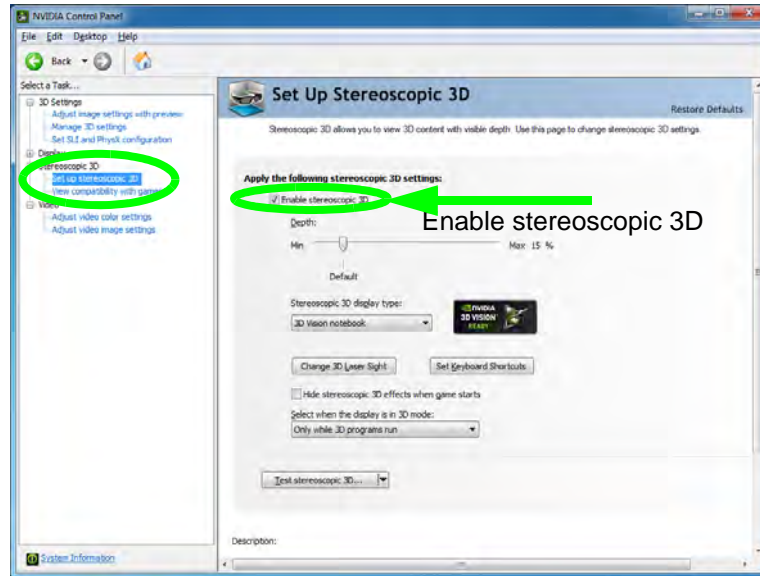 NVIDIA Control Panel
File Edit Desktop Help
Back
Select a Task...
3D Settings
Adjust image settings with preview
Manage 3D settings
Set SLI and PhysX configuration
Display
Stereoscopic 3D
Set up stereoscopic 3D
View compatibility with games
Video
Adjust video color settings
Adjust video image settings
System Information
Set Up Stereoscopic 3D
Restore Defaults
Stereoscopic 3D allows you to view 3D content with visible depth. Use this page to change stereoscopic 3D settings.
Apply the following stereoscopic 3D settings:
Enable stereoscopic 3D
Enable stereoscopic 3D
Depth:
Min Max 15 %
Default
Stereoscopic 3D display type:
3D Vision notebook
NVIDIA
3D VISION
READY
Change 3D Laser Sight Set Keyboard Shortcuts
Hide stereoscopic 3D effects when game starts
Select when the display is in 3D mode:
Only while 3D programs run
Test stereoscopic 3D...
Description: